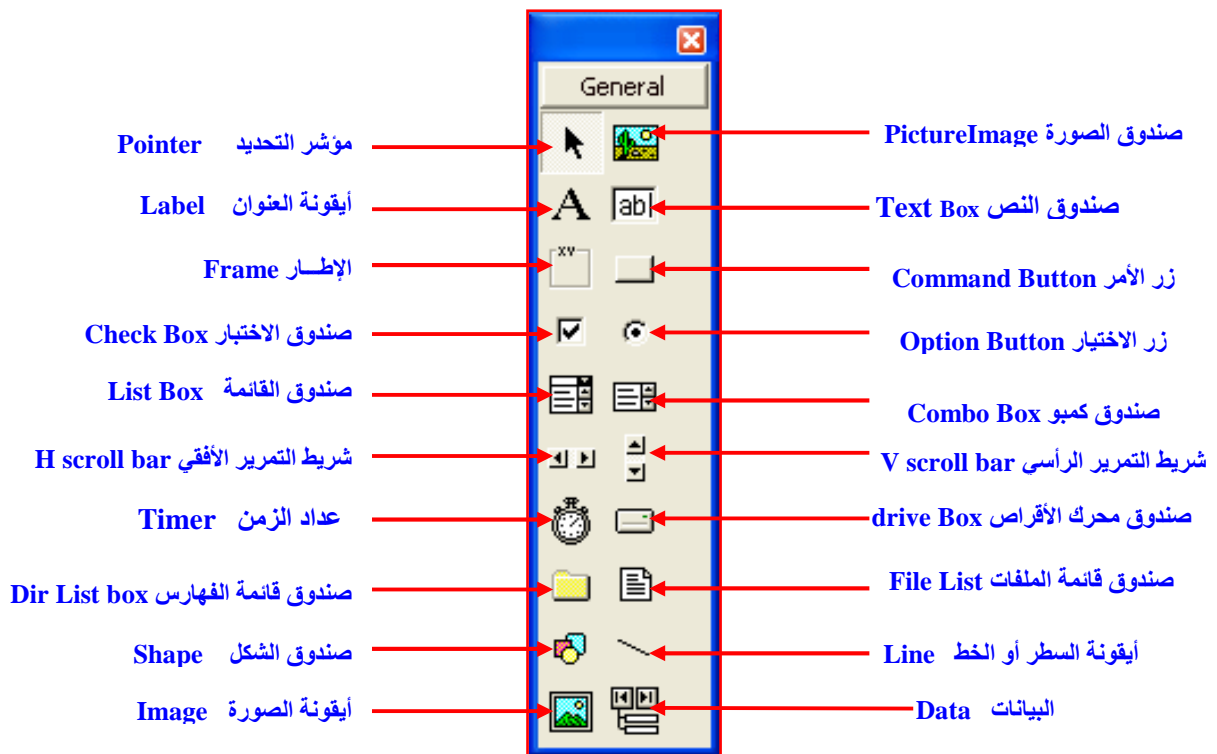 General
مؤشر التحديد Pointer
صندوق الصورة PictureImage
A
ab
أيقونة العنوان Label
صندوق النص Text Box
xv
الإطـــار Frame
زر الأمر Command Button
صندوق الاختبار Check Box
زر الاختيار Option Button
صندوق القائمة List Box
صندوق كمبو Combo Box
شريط التمرير الأفقي H scroll bar
شريط التمرير الرأسي V scroll bar
عداد الزمن Timer
صندوق محرك الأقراص drive Box
صندوق قائمة الفهارس Dir List box
صندوق قائمة الملفات File List
صندوق الشكل Shape
أيقونة السطر أو الخط Line
أيقونة الصورة Image
البيانات Data